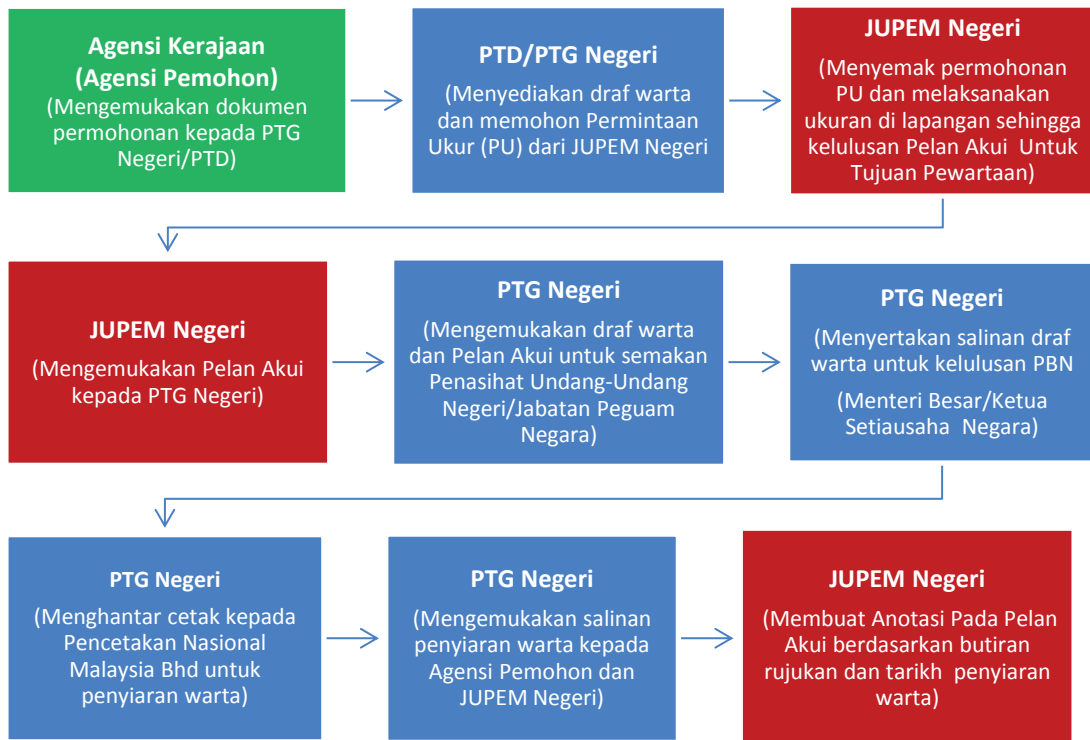 Agensi Kerajaan
(Agensi Pemohon)
(Mengemukakan dokumen
permohonan kepada PTG
Negeri/PTD)
PTD/PTG Negeri
(Menyediakan draf warta
dan memohon Permintaan
Ukur (PU) dari JUPEM Negeri
JUPEM Negeri
(Menyemak permohonan
PU dan melaksanakan
ukuran di lapangan sehingga
kelulusan Pelan Akui Untuk
Tujuan Pewartaan)
JUPEM Negeri
(Mengemukakan Pelan Akui
kepada PTG Negeri)
PTG Negeri
(Mengemukakan draf warta
dan Pelan Akui untuk semakan
Penasihat Undang-Undang
Negeri/Jabatan Peguam
Negara)
PTG Negeri
(Menyertakan salinan draf
warta untuk kelulusan PBN
(Menteri Besar/Ketua
Setiausaha Negara)
PTG Negeri
(Menghantar cetak kepada
Pencetakan Nasional
Malaysia Bhd untuk
penyiaran warta)
PTG Negeri
(Mengemukakan salinan
penyiaran warta kepada
Agensi Pemohon dan
JUPEM Negeri)
JUPEM Negeri
(Membuat Anotasi Pada Pelan
Akui berdasarkan butiran
rujukan dan tarikh penyiaran
warta)